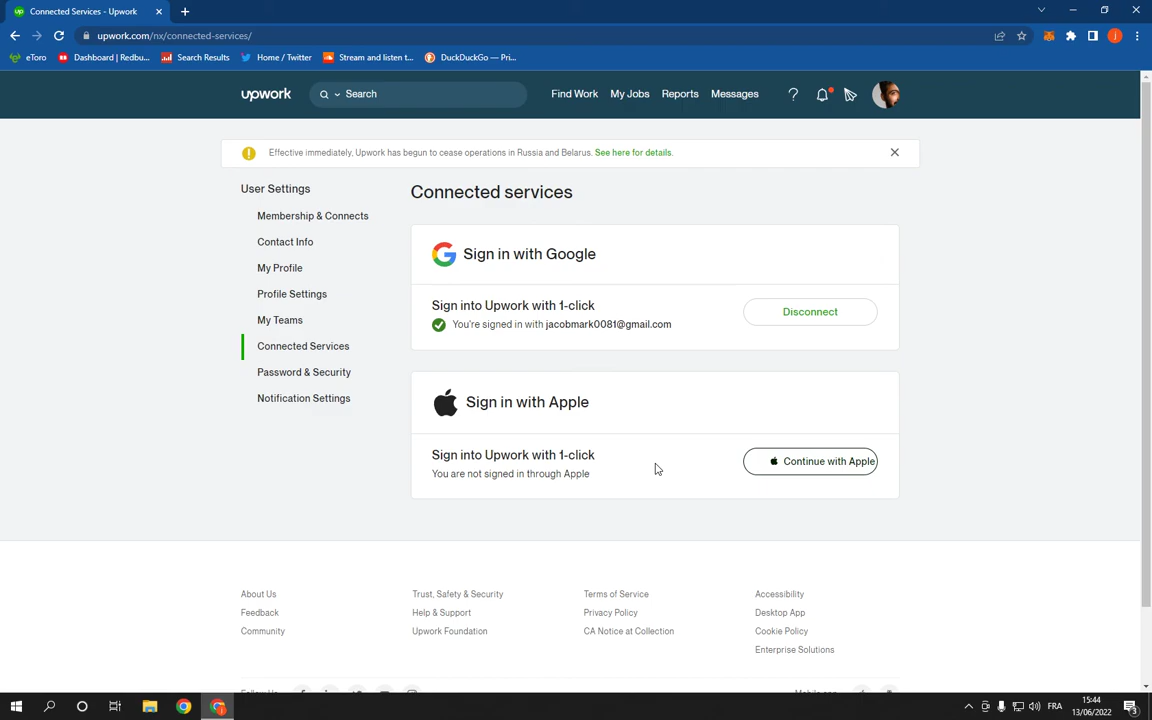 Connected Services - Upwork
upwork.com/nx/connected-services/
eToro
Dashboard | Redbu...
Search Results
Home / Twitter
Stream and listen t...
DuckDuckGo — Pri...
upwork
Search
Find Work
My Jobs
Reports
Messages
Effective immediately, Upwork has begun to cease operations in Russia and Belarus. See here for details.
User Settings
Membership & Connects
Contact Info
My Profile
Profile Settings
My Teams
Connected Services
Password & Security
Notification Settings
Connected services
Sign in with Google
Sign into Upwork with 1-click
You're signed in with jacobmark0081@gmail.com
Disconnect
Sign in with Apple
Sign into Upwork with 1-click
You are not signed in through Apple
Continue with Apple
About Us
Feedback
Community
Trust, Safety & Security
Help & Support
Upwork Foundation
Terms of Service
Privacy Policy
CA Notice at Collection
Accessibility
Desktop App
Cookie Policy
Enterprise Solutions
Follow Us
Mobile app
FRA
15:44
13/06/2022
3